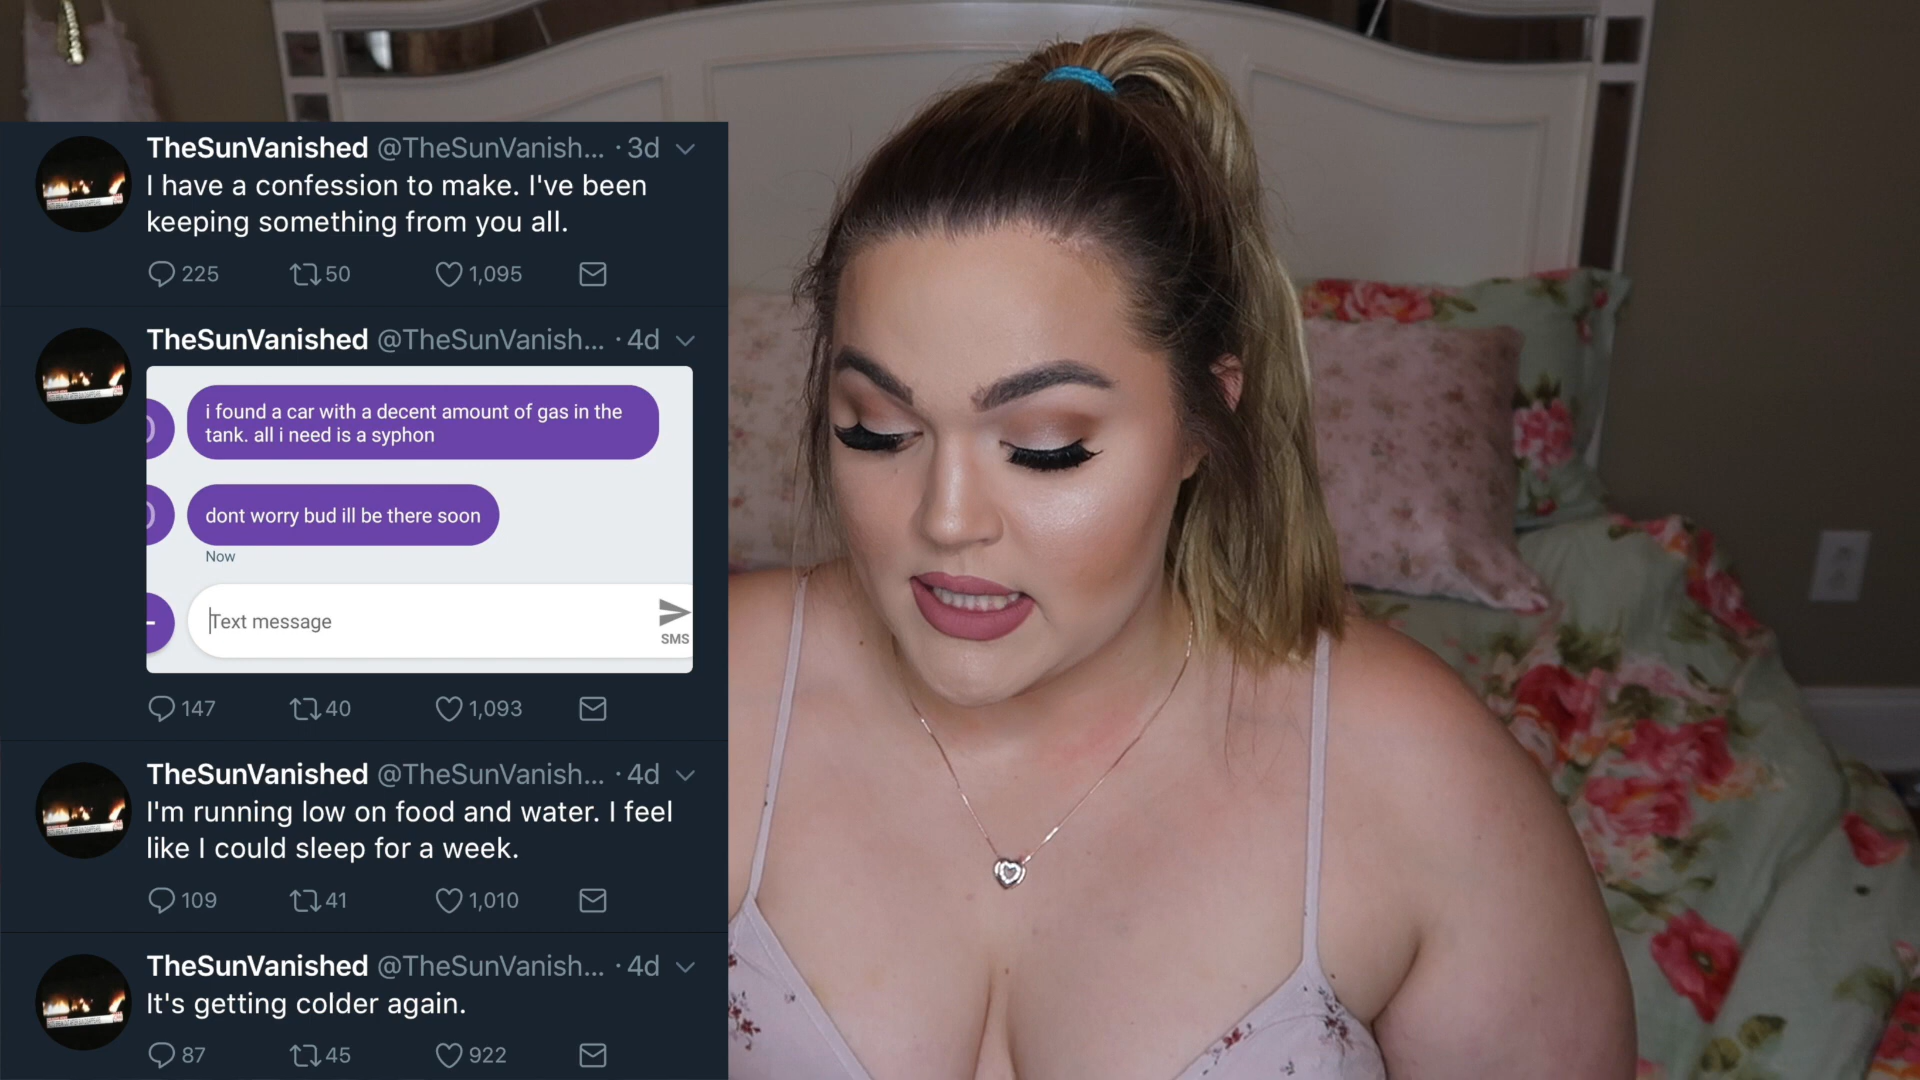 TheSunVanished @TheSunVanish... · 3d
I have a confession to make. I've been
keeping something from you all.
225 50 1,095
TheSunVanished @TheSunVanish... · 4d
i found a car with a decent amount of gas in the
tank. all i need is a syphon
dont worry bud ill be there soon
Now
Text message
SMS
147 40 1,093
TheSunVanished @TheSunVanish... · 4d
I'm running low on food and water. I feel
like I could sleep for a week.
109 41 1,010
TheSunVanished @TheSunVanish... · 4d
It's getting colder again.
87 45 922